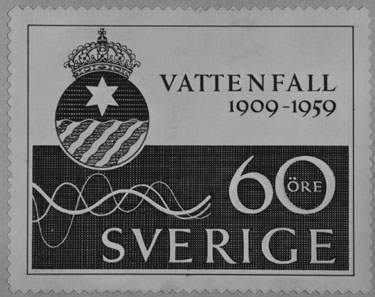 VATTENFALL
1909-1959
60 ÖRE
SVERIGE